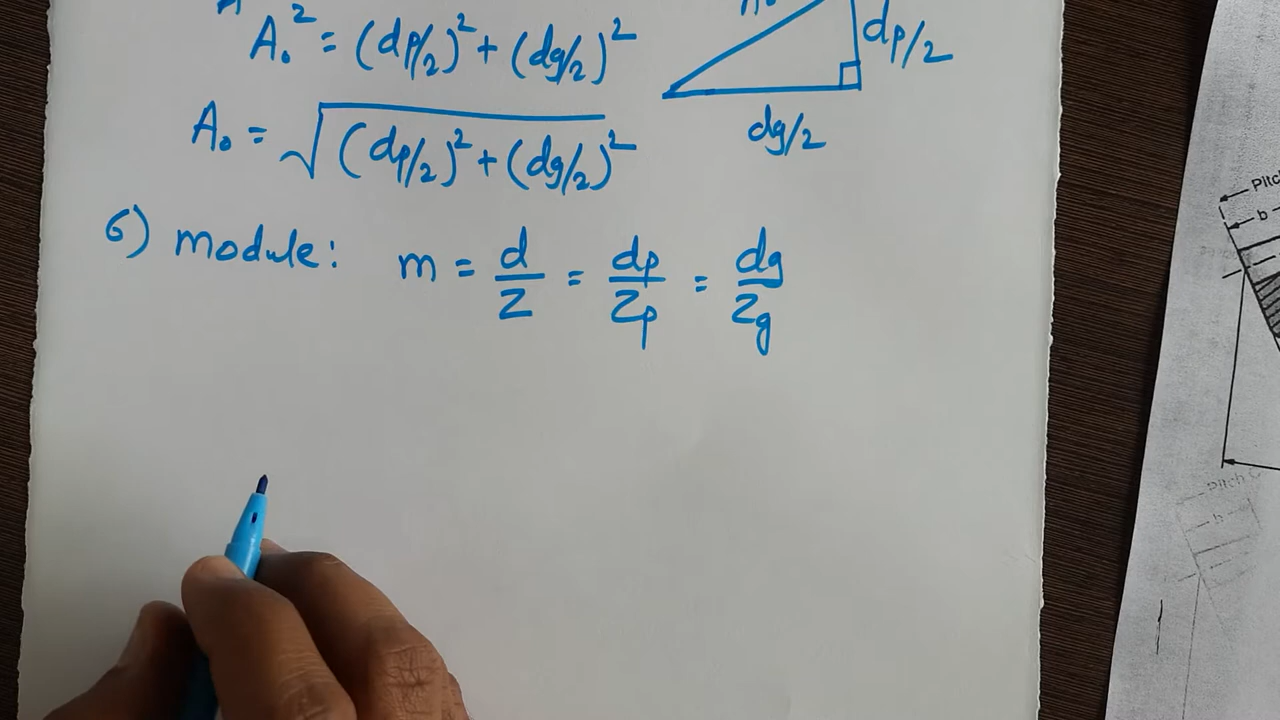 A₀² = (dp/2)² + (dg/2)²
dp/2
A₀ = √(dp/2)² + (dg/2)²
dg/2
6) module: m = d/Z = dp/Zp = dg/Zg
b
Pitch
b